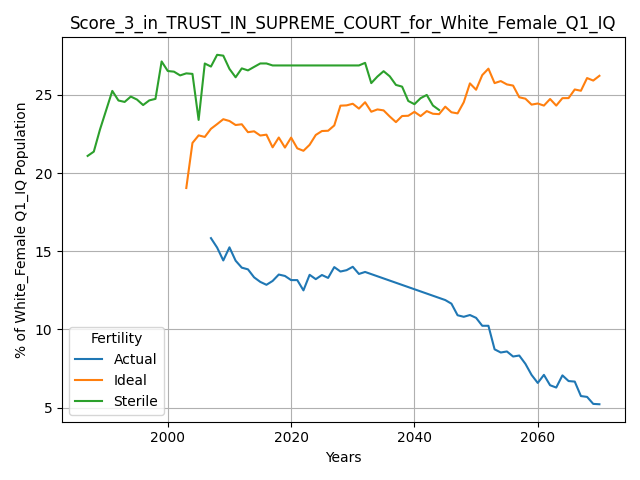 Score_3_in_TRUST_IN_SUPREME_COURT_for_White_Female_Q1_IQ
% of White_Female Q1_IQ Population
25
20
15
10
5
Fertility
Actual
Ideal
Sterile
2000
2020
2040
2060
Years